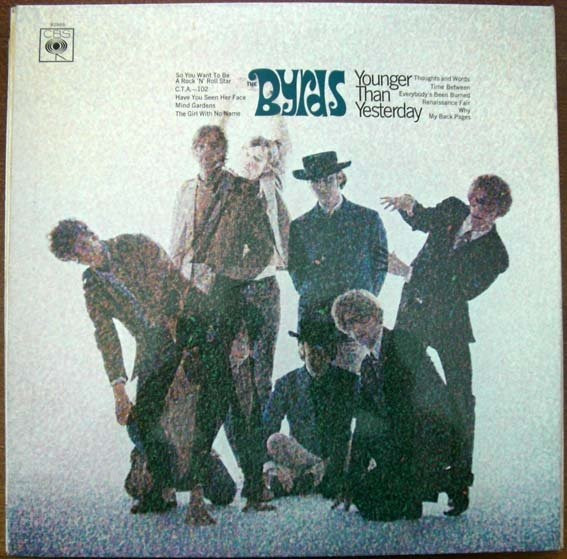 CBS
So You Want To Be
A Rock 'N' Roll Star
C.T.A.—102
Have You Seen Her Face
Mind Gardens
The Girl With No Name
THE Byrds
Younger
Than
Yesterday
Thoughts and Words
Time Between
Everybody's Been Burned
Renaissance Fair
Why
My Back Pages